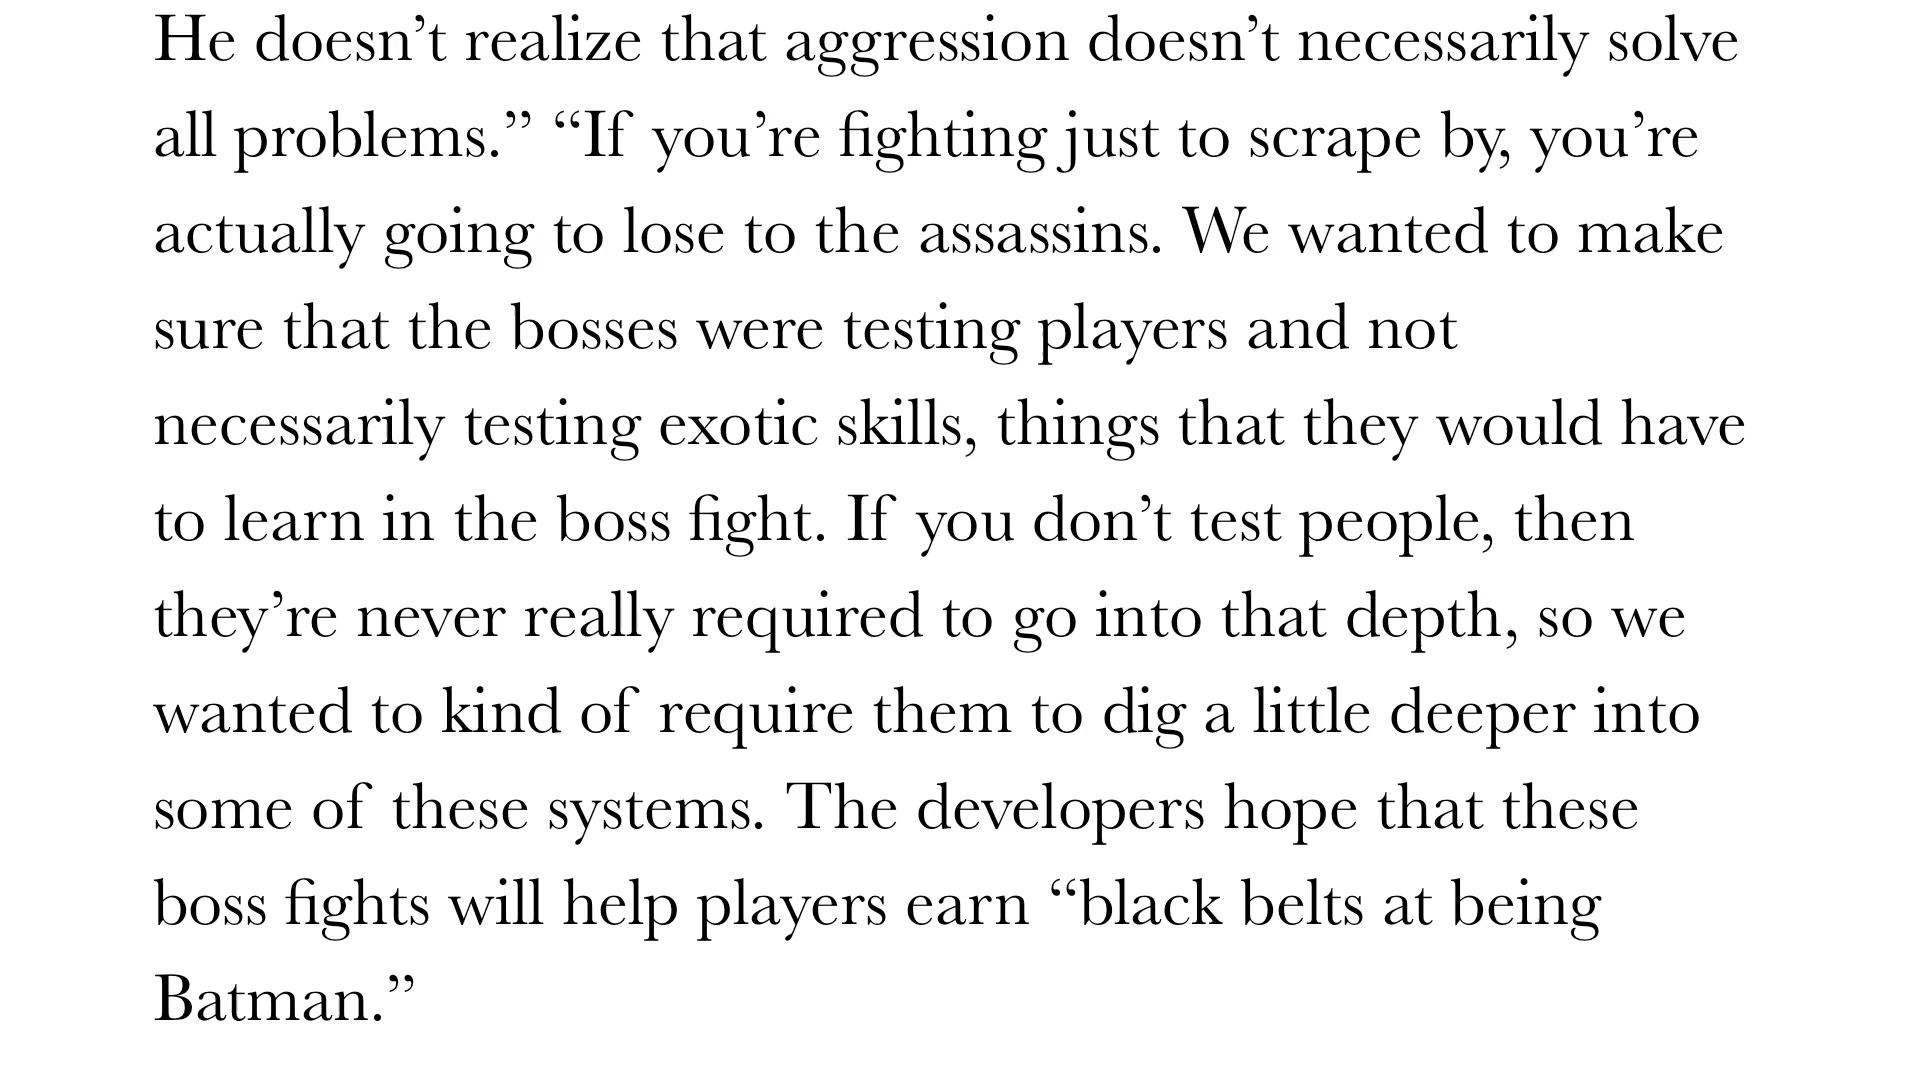 He doesn’t realize that aggression doesn’t necessarily solve
all problems.” “If you’re fighting just to scrape by, you’re
actually going to lose to the assassins. We wanted to make
sure that the bosses were testing players and not
necessarily testing exotic skills, things that they would have
to learn in the boss fight. If you don’t test people, then
they’re never really required to go into that depth, so we
wanted to kind of require them to dig a little deeper into
some of these systems. The developers hope that these
boss fights will help players earn “black belts at being
Batman.”